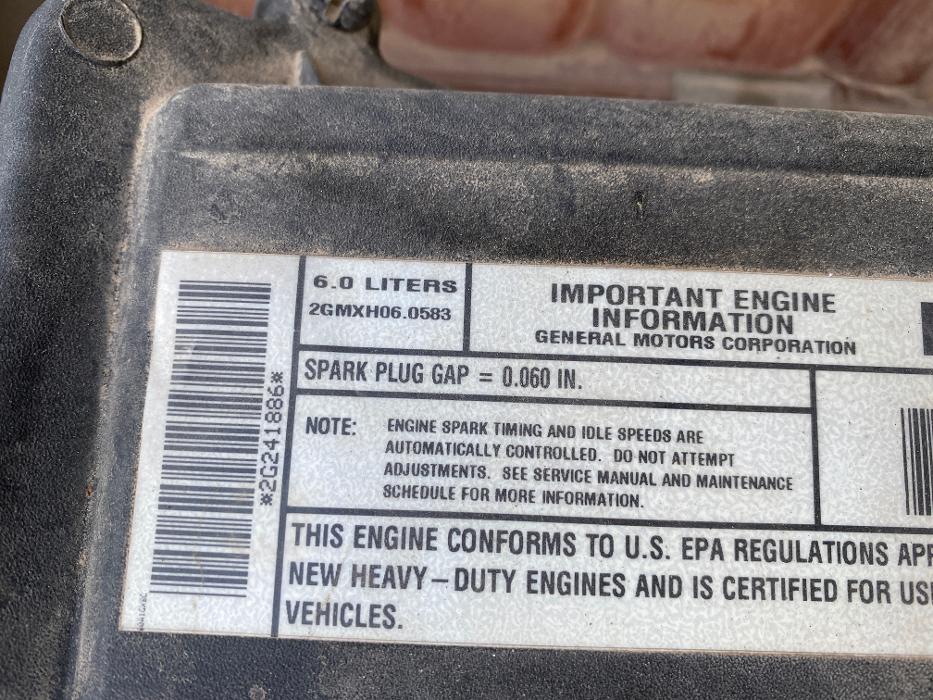 6.0 LITERS
2GMXH06.0583
IMPORTANT ENGINE
INFORMATION
GENERAL MOTORS CORPORATION
*2G241886*
SPARK PLUG GAP = 0.060 IN.
NOTE: ENGINE SPARK TIMING AND IDLE SPEEDS ARE
AUTOMATICALLY CONTROLLED. DO NOT ATTEMPT
ADJUSTMENTS. SEE SERVICE MANUAL AND MAINTENANCE
SCHEDULE FOR MORE INFORMATION.
THIS ENGINE CONFORMS TO U.S. EPA REGULATIONS
NEW HEAVY-DUTY ENGINES AND IS CERTIFIED FOR
VEHICLES.